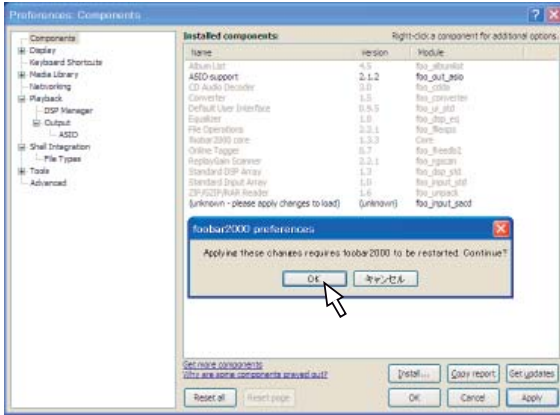 Preferences: Components
Components
Display
Keyboard Shortcuts
Media Library
Networking
Playback
DSP Manager
Output
ASIO
Shell Integration
File Types
Tools
Advanced
Installed components:
Right-click a component for additional options.
Name Version Module
Album List 4.5 foo_albumlist
ASIO support 2.1.2 foo_out_asio
CD Audio Decoder 3.0 foo_cdda
Converter 1.5 foo_converter
Default User Interface 0.9.5 foo_ui_std
Equalizer 1.0 foo_dsp_eq
File Operations 2.2.1 foo_fileops
foobar2000 core 1.3.3 Core
Online Tagger 0.7 foo_freedb2
ReplayGain Scanner 2.2.1 foo_rgscan
Standard DSP Array 1.3 foo_dsp_std
Standard Input Array 1.0 foo_input_std
ZIP/GZIP/RAR Reader 1.6 foo_unpack
(unknown - please apply changes to load) (unknown) foo_input_sacd
foobar2000 preferences
Applying these changes requires foobar2000 to be restarted. Continue?
OK キャンセル
Get more components
Why are some components greyed out?
Install... Copy report Get updates
Reset all Reset page OK Cancel Apply